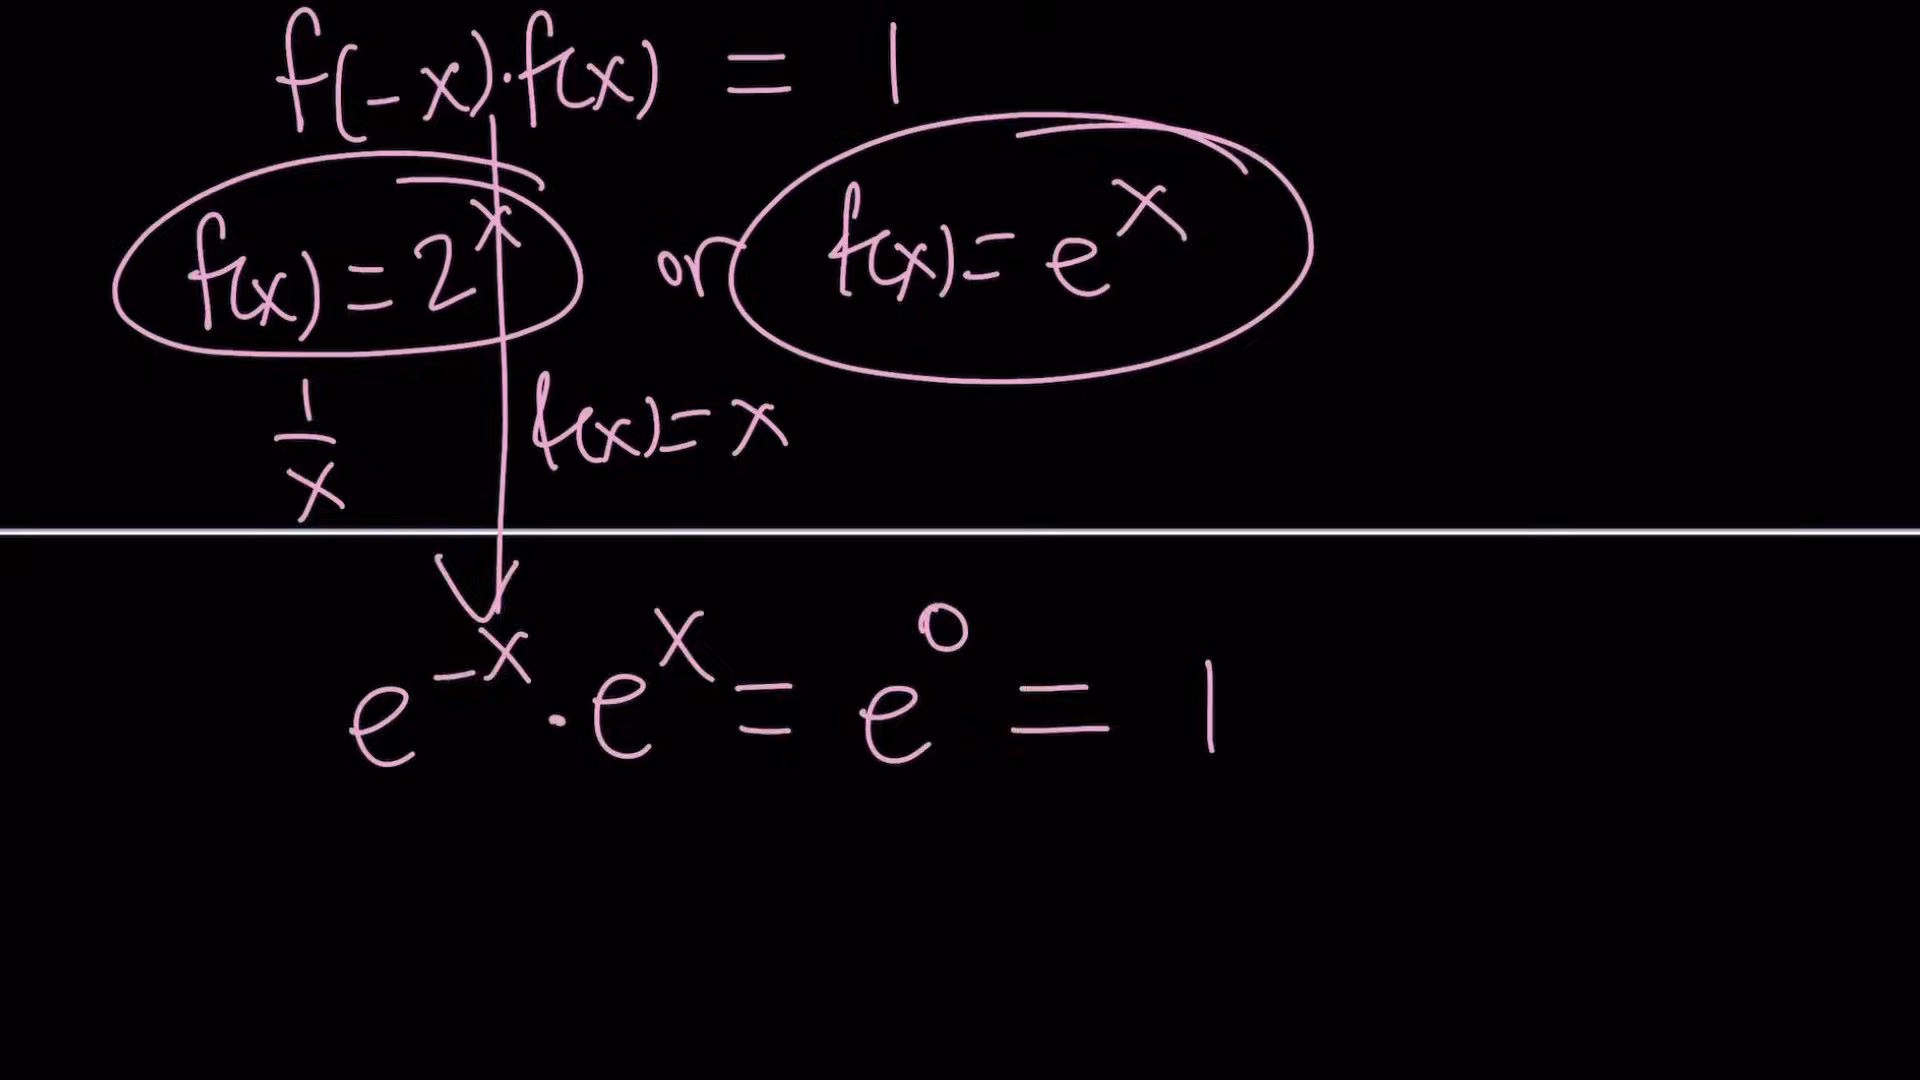 f(-x)·f(x) = 1
f(x) = 2^x or f(x) = e^x
1/x f(x) = x
e^-x · e^x = e^0 = 1